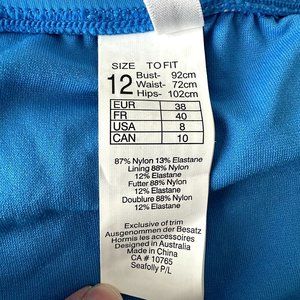 SIZE TO FIT
12 Bust- 92cm
Waist- 72cm
Hips- 102cm
EUR 38
FR 40
USA 8
CAN 10
87% Nylon 13% Elastane
Lining 88% Nylon
12% Elastane
Futter 88% Nylon
12% Elastane
Doublure 88% Nylon
12% Elastane
Exclusive of trim
Ausgenommen der Besatz
Hormis les accessoires
Designed in Australia
Made in China
CA # 10765
Seafolly P/L